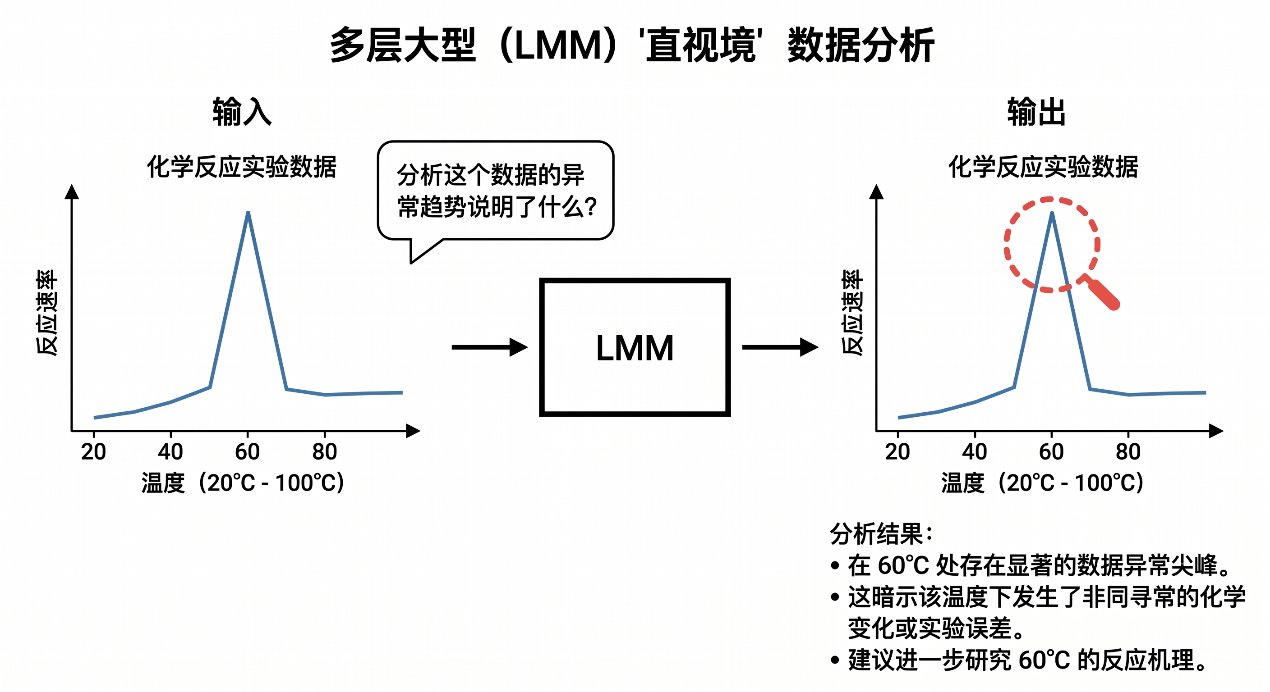 多层大型（LMM）'直视境' 数据分析
输入
化学反应实验数据
分析这个数据的异
常趋势说明了什么？
反应速率
20 40 60 80
温度（20℃ - 100℃）
LMM
输出
化学反应实验数据
反应速率
20 40 60 80
温度（20℃ - 100℃）
分析结果：
• 在 60℃ 处存在显著的数据异常尖峰。
• 这暗示该温度下发生了非同寻常的化学
变化或实验误差。
• 建议进一步研究 60℃ 的反应机理。